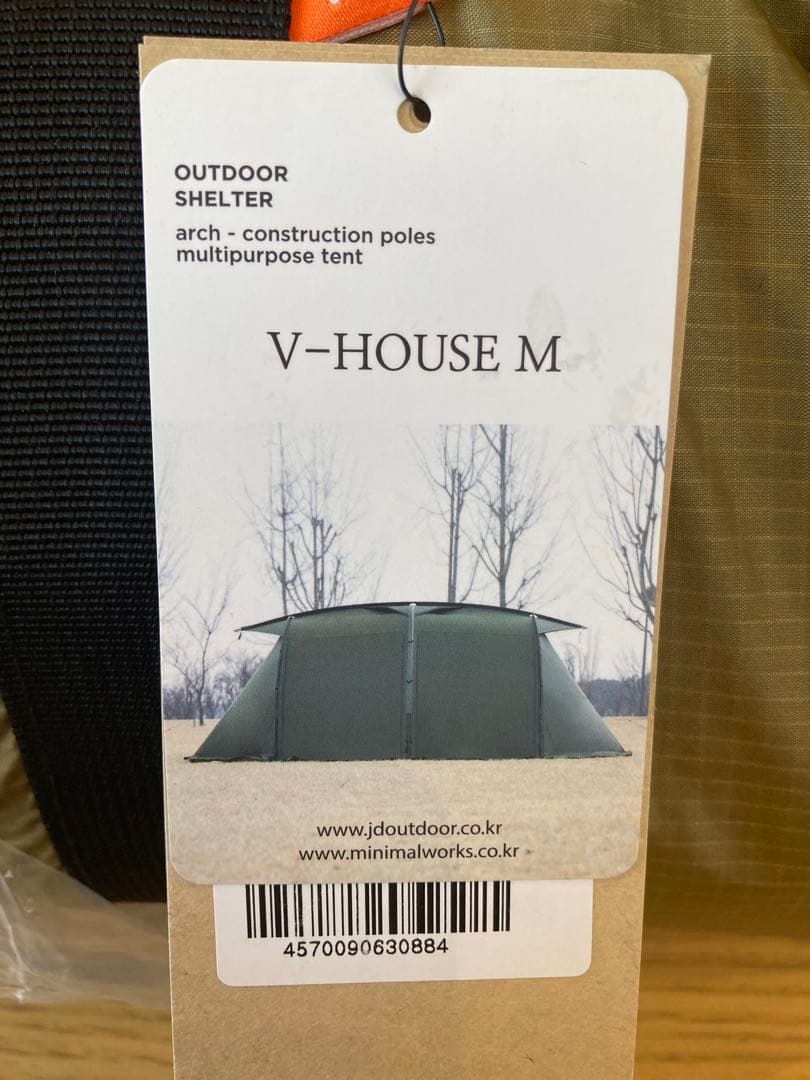 OUTDOOR
SHELTER
arch - construction poles
multipurpose tent
V-HOUSE M
www.jdoutdoor.co.kr
www.minimalworks.co.kr
4570090630884